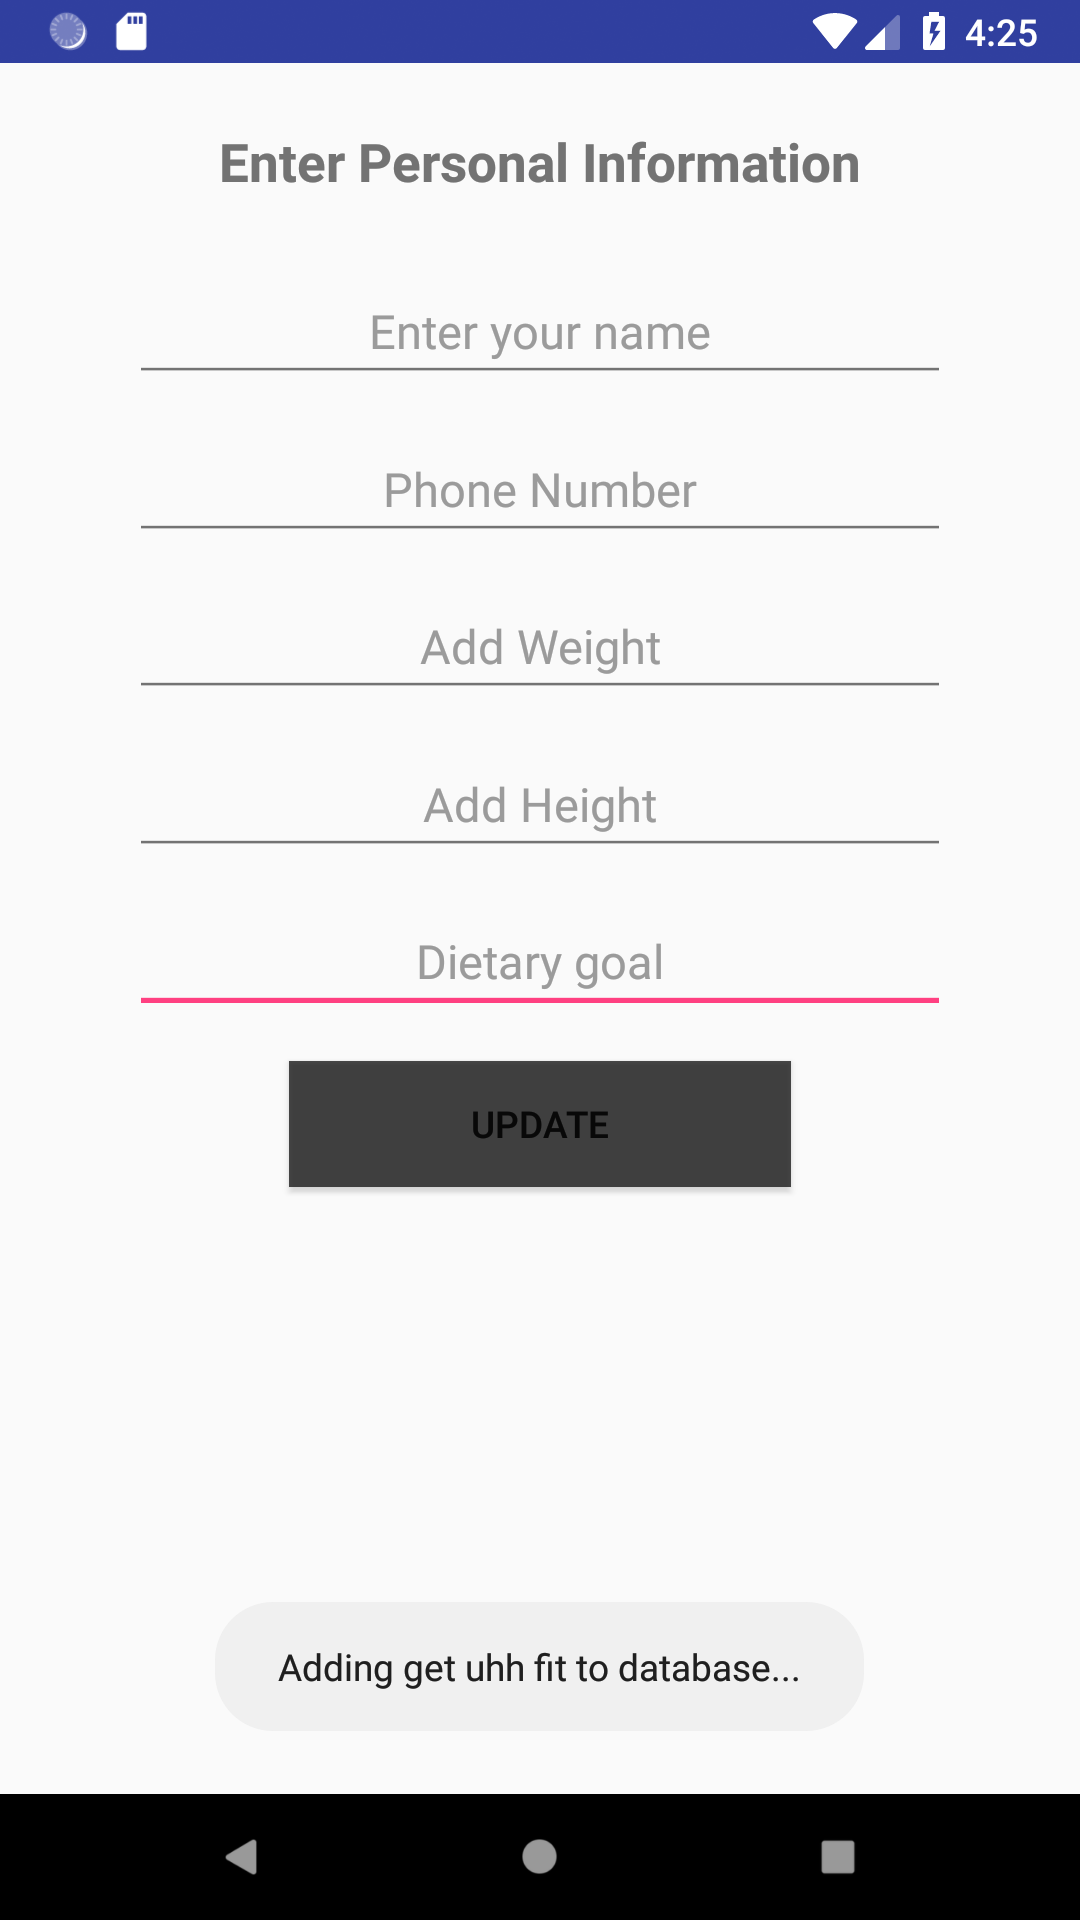 4:25
Enter Personal Information
Enter your name
Phone Number
Add Weight
Add Height
Dietary goal
UPDATE
Adding get uhh fit to database...